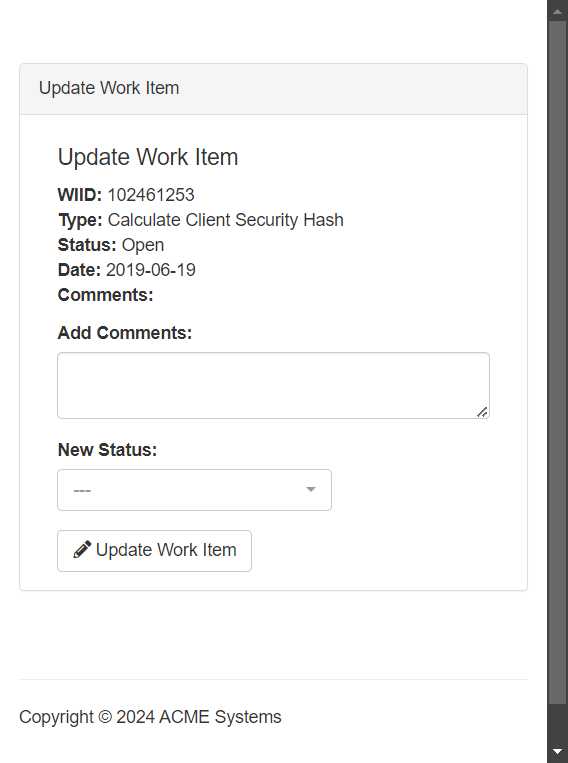 Update Work Item
Update Work Item
WIID: 102461253
Type: Calculate Client Security Hash
Status: Open
Date: 2019-06-19
Comments:
Add Comments:
New Status:
---
Update Work Item
Copyright © 2024 ACME Systems